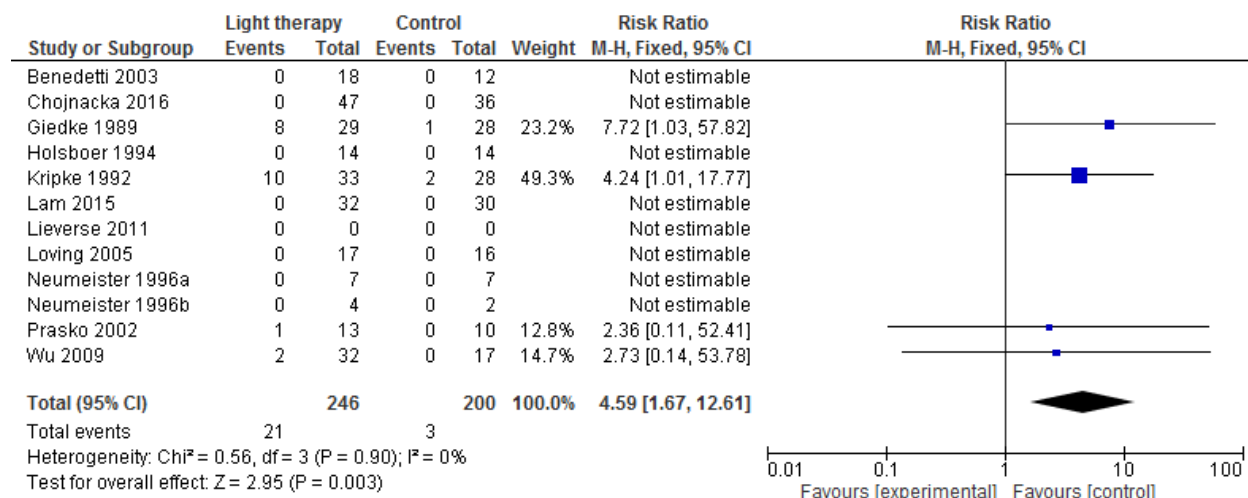 Light therapy Control Risk Ratio Risk Ratio
Study or Subgroup Events Total Events Total Weight M-H, Fixed, 95% CI M-H, Fixed, 95% CI
Benedetti 2003 0 18 0 12 Not estimable
Chojnacka 2016 0 47 0 36 Not estimable
Giedke 1989 8 29 1 28 23.2% 7.72 [1.03, 57.82]
Holsboer 1994 0 14 0 14 Not estimable
Kripke 1992 10 33 2 28 49.3% 4.24 [1.01, 17.77]
Lam 2015 0 32 0 30 Not estimable
Lieverse 2011 0 0 0 0 Not estimable
Loving 2005 0 17 0 16 Not estimable
Neumeister 1996a 0 7 0 7 Not estimable
Neumeister 1996b 0 4 0 2 Not estimable
Prasko 2002 1 13 0 10 12.8% 2.36 [0.11, 52.41]
Wu 2009 2 32 0 17 14.7% 2.73 [0.14, 53.78]
Total (95% CI) 246 200 100.0% 4.59 [1.67, 12.61]
Total events 21 3
Heterogeneity: Chi² = 0.56, df = 3 (P = 0.90); I² = 0%
Test for overall effect: Z = 2.95 (P = 0.003)
0.01 0.1 1 10 100
Favours [experimental] Favours [control]